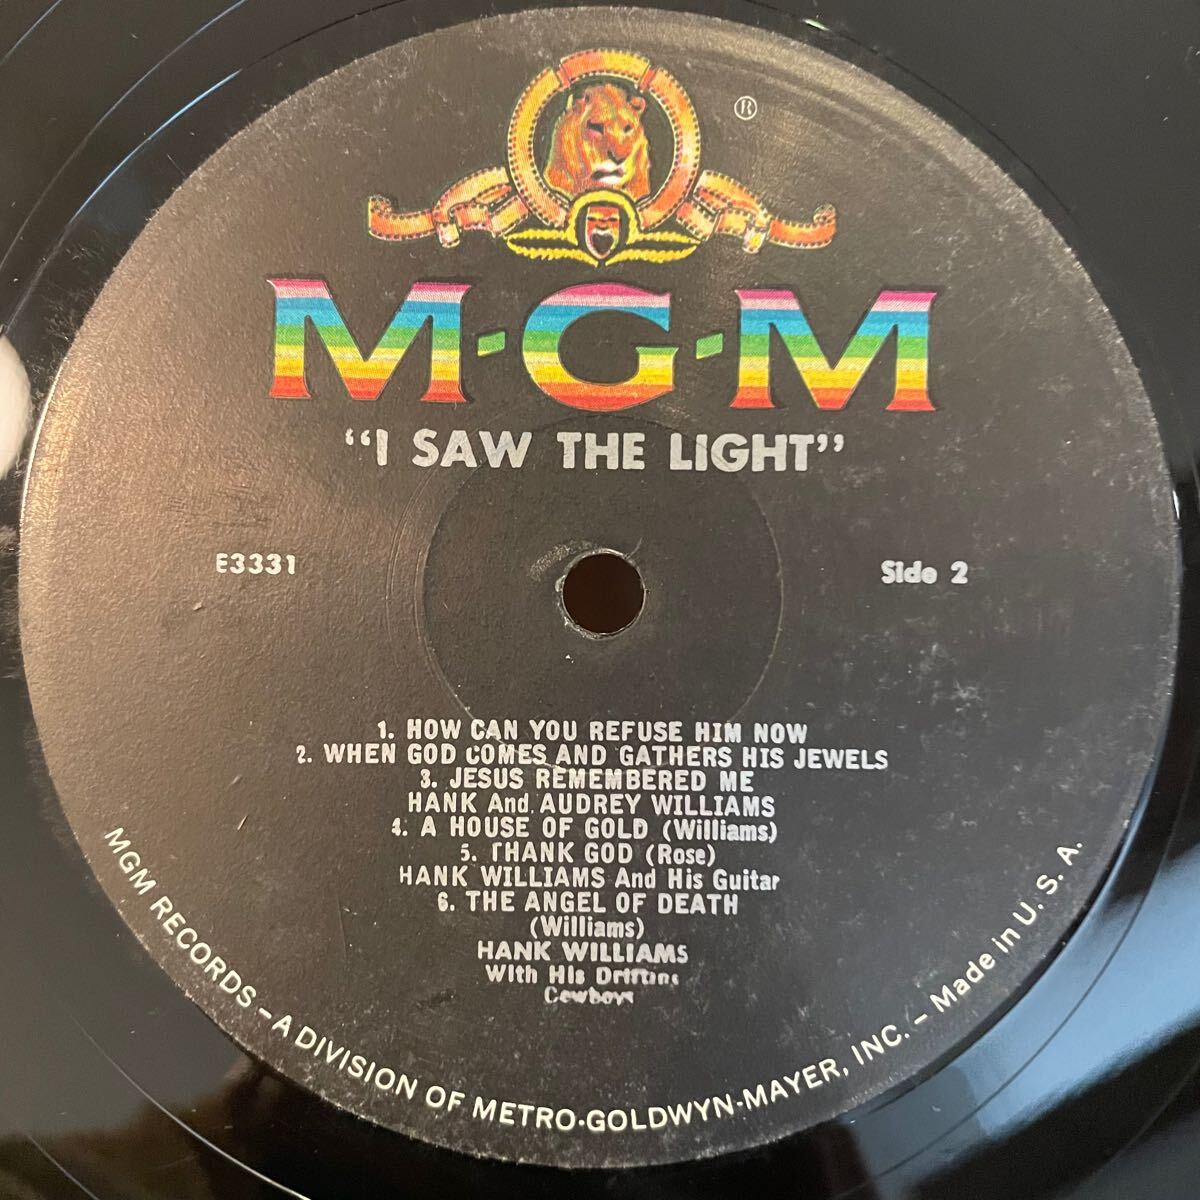 ®
M-G-M
"I SAW THE LIGHT"
E3331
Side 2
1. HOW CAN YOU REFUSE HIM NOW
2. WHEN GOD COMES AND GATHERS HIS JEWELS
3. JESUS REMEMBERED ME
HANK And AUDREY WILLIAMS
4. A HOUSE OF GOLD (Williams)
5. THANK GOD (Rose)
HANK WILLIAMS And His Guitar
6. THE ANGEL OF DEATH
(Williams)
HANK WILLIAMS
With His Drifting
Cowboys
MGM RECORDS – A DIVISION OF METRO-GOLDWYN-MAYER, INC. – Made in U. S. A.